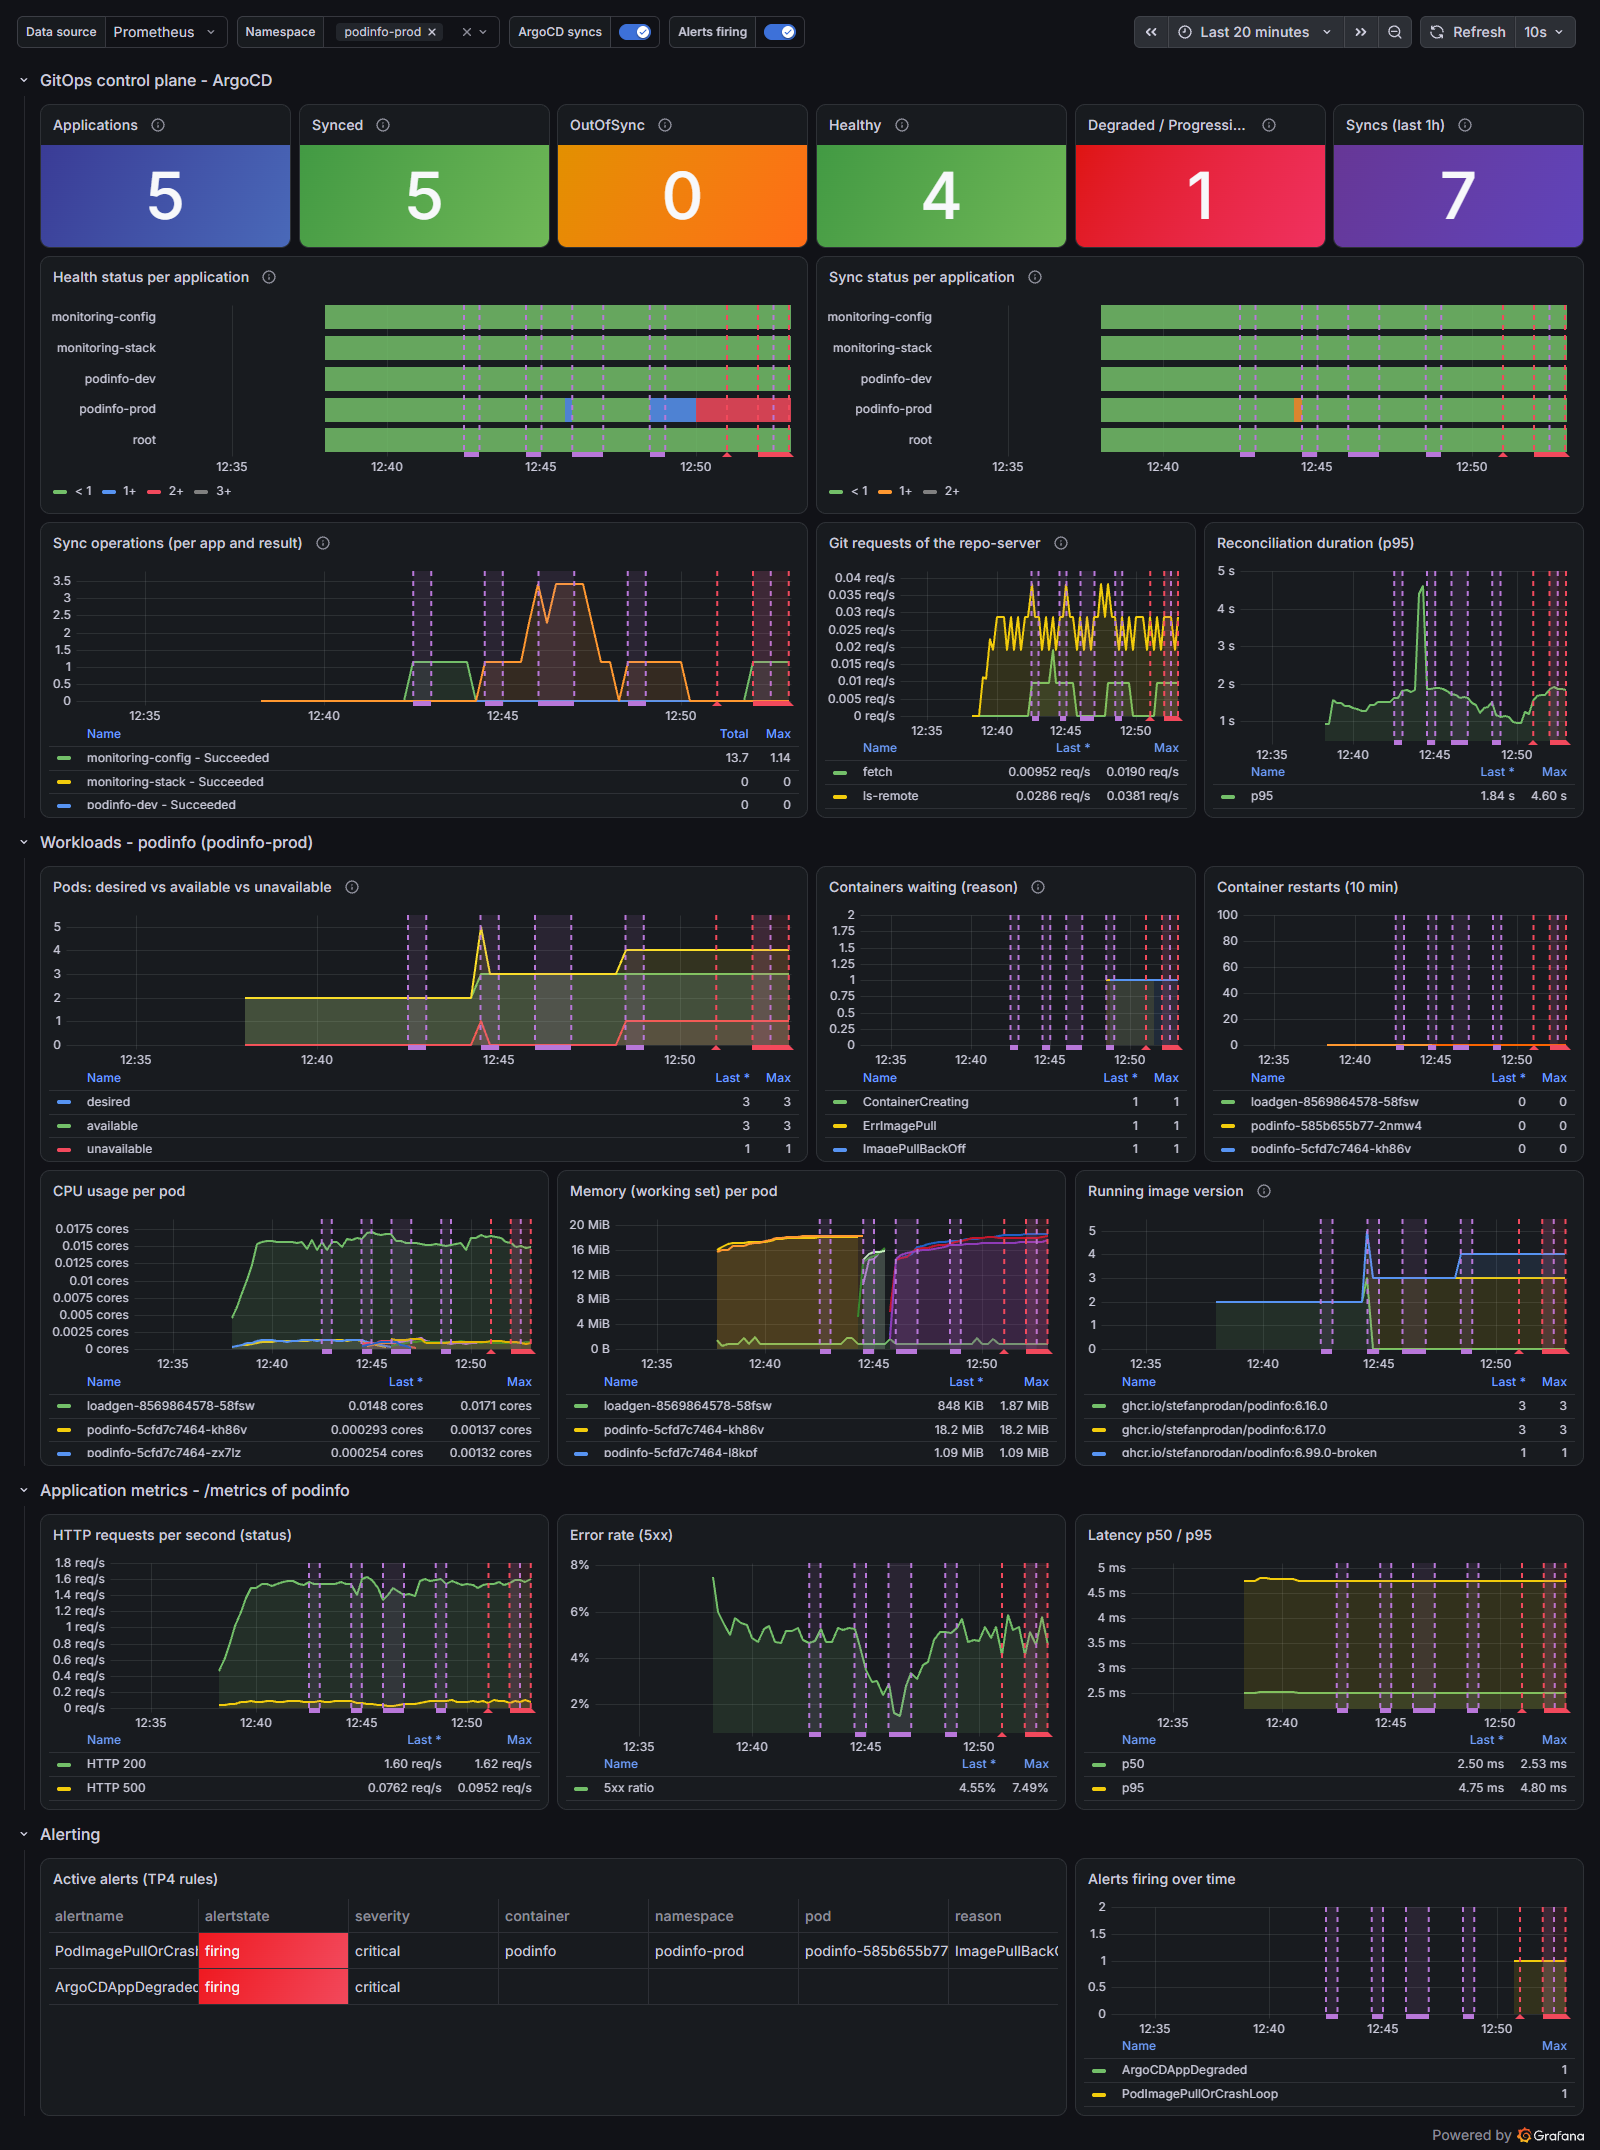 Data source Prometheus Namespace podinfo-prod ArgoCD syncs Alerts firing Last 20 minutes Refresh 10s
GitOps control plane - ArgoCD
Applications Synced OutOfSync Healthy Degraded / Progressi... Syncs (last 1h)
5 5 0 4 1 7
Health status per application
monitoring-config
monitoring-stack
podinfo-dev
podinfo-prod
root
12:35 12:40 12:45 12:50
< 1 1+ 2+ 3+
Sync status per application
monitoring-config
monitoring-stack
podinfo-dev
podinfo-prod
root
12:35 12:40 12:45 12:50
< 1 1+ 2+
Sync operations (per app and result)
3.5
3
2.5
2
1.5
1
0.5
0
12:35 12:40 12:45 12:50
Name Total Max
monitoring-config - Succeeded 13.7 1.14
monitoring-stack - Succeeded 0 0
podinfo-dev - Succeeded 0 0
Git requests of the repo-server
0.04 req/s
0.035 req/s
0.03 req/s
0.025 req/s
0.02 req/s
0.015 req/s
0.01 req/s
0.005 req/s
0 req/s
12:35 12:40 12:45 12:50
Name Last * Max
fetch 0.00952 req/s 0.0190 req/s
ls-remote 0.0286 req/s 0.0381 req/s
Reconciliation duration (p95)
5 s
4 s
3 s
2 s
1 s
12:35 12:40 12:45 12:50
Name Last * Max
p95 1.84 s 4.60 s
Workloads - podinfo (podinfo-prod)
Pods: desired vs available vs unavailable
5
4
3
2
1
0
12:35 12:40 12:45 12:50
Name Last * Max
desired 3 3
available 3 3
unavailable 1 1
Containers waiting (reason)
2
1.75
1.5
1.25
1
0.75
0.5
0.25
0
12:35 12:40 12:45 12:50
Name Last * Max
ContainerCreating 1 1
ErrImagePull 1 1
ImagePullBackOff 1 1
Container restarts (10 min)
100
80
60
40
20
0
12:35 12:40 12:45 12:50
Name Last * Max
loadgen-8569864578-58fsw 0 0
podinfo-585b655b77-2nmw4 0 0
podinfo-5cfd7c7464-kh86v 0 0
CPU usage per pod
0.0175 cores
0.015 cores
0.0125 cores
0.01 cores
0.0075 cores
0.005 cores
0.0025 cores
0 cores
12:35 12:40 12:45 12:50
Name Last * Max
loadgen-8569864578-58fsw 0.0148 cores 0.0171 cores
podinfo-5cfd7c7464-kh86v 0.000293 cores 0.00137 cores
podinfo-5cfd7c7464-zx7lz 0.000254 cores 0.00132 cores
Memory (working set) per pod
20 MiB
16 MiB
12 MiB
8 MiB
4 MiB
0 B
12:35 12:40 12:45 12:50
Name Last * Max
loadgen-8569864578-58fsw 848 KiB 1.87 MiB
podinfo-5cfd7c7464-kh86v 18.2 MiB 18.2 MiB
podinfo-5cfd7c7464-l8kpf 1.09 MiB 1.09 MiB
Running image version
5
4
3
2
1
0
12:35 12:40 12:45 12:50
Name Last * Max
ghcr.io/stefanprodan/podinfo:6.16.0 3 3
ghcr.io/stefanprodan/podinfo:6.17.0 3 3
ghcr.io/stefanprodan/podinfo:6.99.0-broken 1 1
Application metrics - /metrics of podinfo
HTTP requests per second (status)
1.8 req/s
1.6 req/s
1.4 req/s
1.2 req/s
1 req/s
0.8 req/s
0.6 req/s
0.4 req/s
0.2 req/s
0 req/s
12:35 12:40 12:45 12:50
Name Last * Max
HTTP 200 1.60 req/s 1.62 req/s
HTTP 500 0.0762 req/s 0.0952 req/s
Error rate (5xx)
8%
6%
4%
2%
12:35 12:40 12:45 12:50
Name Last * Max
5xx ratio 4.55% 7.49%
Latency p50 / p95
5 ms
4.5 ms
4 ms
3.5 ms
3 ms
2.5 ms
12:35 12:40 12:45 12:50
Name Last * Max
p50 2.50 ms 2.53 ms
p95 4.75 ms 4.80 ms
Alerting
Active alerts (TP4 rules)
alertname alertstate severity container namespace pod reason
PodImagePullOrCrash firing critical podinfo podinfo-prod podinfo-585b655b77 ImagePullBack
ArgoCDAppDegraded firing critical
Alerts firing over time
2
1.5
1
0.5
0
12:35 12:40 12:45 12:50
Name Max
ArgoCDAppDegraded 1
PodImagePullOrCrashLoop 1
Powered by Grafana